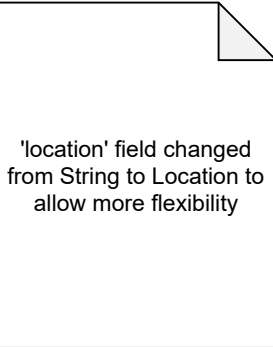 'location' field changed
from String to Location to
allow more flexibility